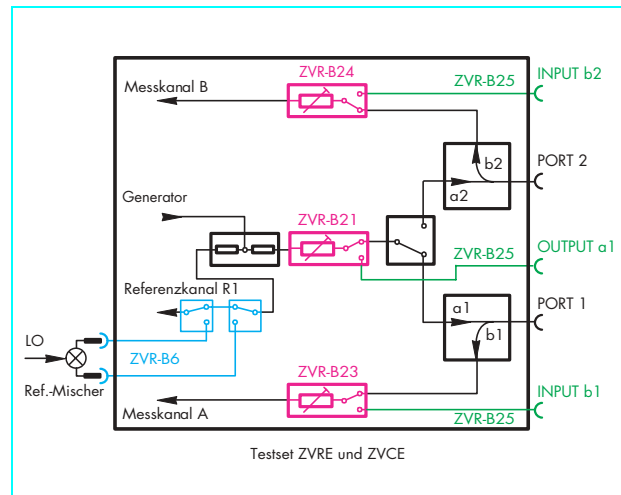 ZVR-B24
INPUT b2
Messkanal B
ZVR-B25
b2
PORT 2
a2
Generator
ZVR-B21
ZVR-B25
OUTPUT a1
Referenzkanal R1
a1
PORT 1
b1
LO
ZVR-B6
ZVR-B23
Ref.-Mischer
INPUT b1
Messkanal A
ZVR-B25
Testset ZVRE und ZVCE